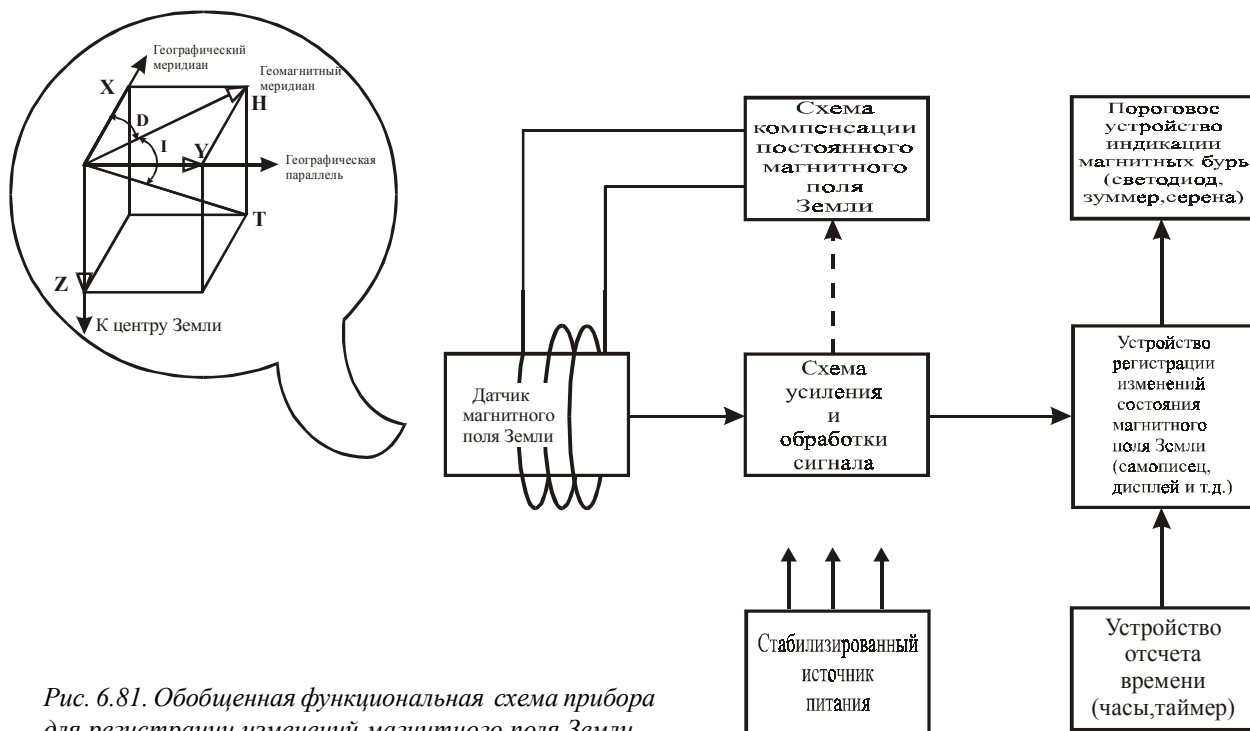 Географический
меридиан
X
Геомагнитный
меридиан
H
D
I
Y
Географическая
параллель
T
Z
К центру Земли
Схема
компенсации
постоянного
магнитного
поля
Земли
Пороговое
устройство
индикации
магнитных бурь
(светодиод,
зуммер,серена)
Датчик
магнитного
поля Земли
Схема
усиления
и
обработки
сигнала
Устройство
регистрации
изменений
состояния
магнитного
поля Земли
(самописец,
дисплей и т.д.)
Стабилизированный
источник
питания
Устройство
отсчета
времени
(часы,таймер)
Рис. 6.81. Обобщенная функциональная схема прибора
для регистрации изменений магнитного поля Земли